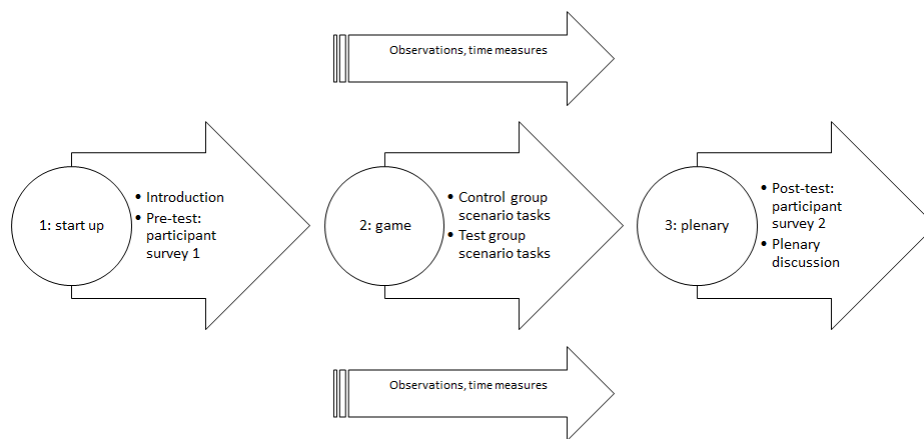 Observations, time measures
1: start up
• Introduction
• Pre-test:
participant
survey 1
2: game
• Control group
scenario tasks
• Test group
scenario tasks
3: plenary
• Post-test:
participant
survey 2
• Plenary
discussion
Observations, time measures